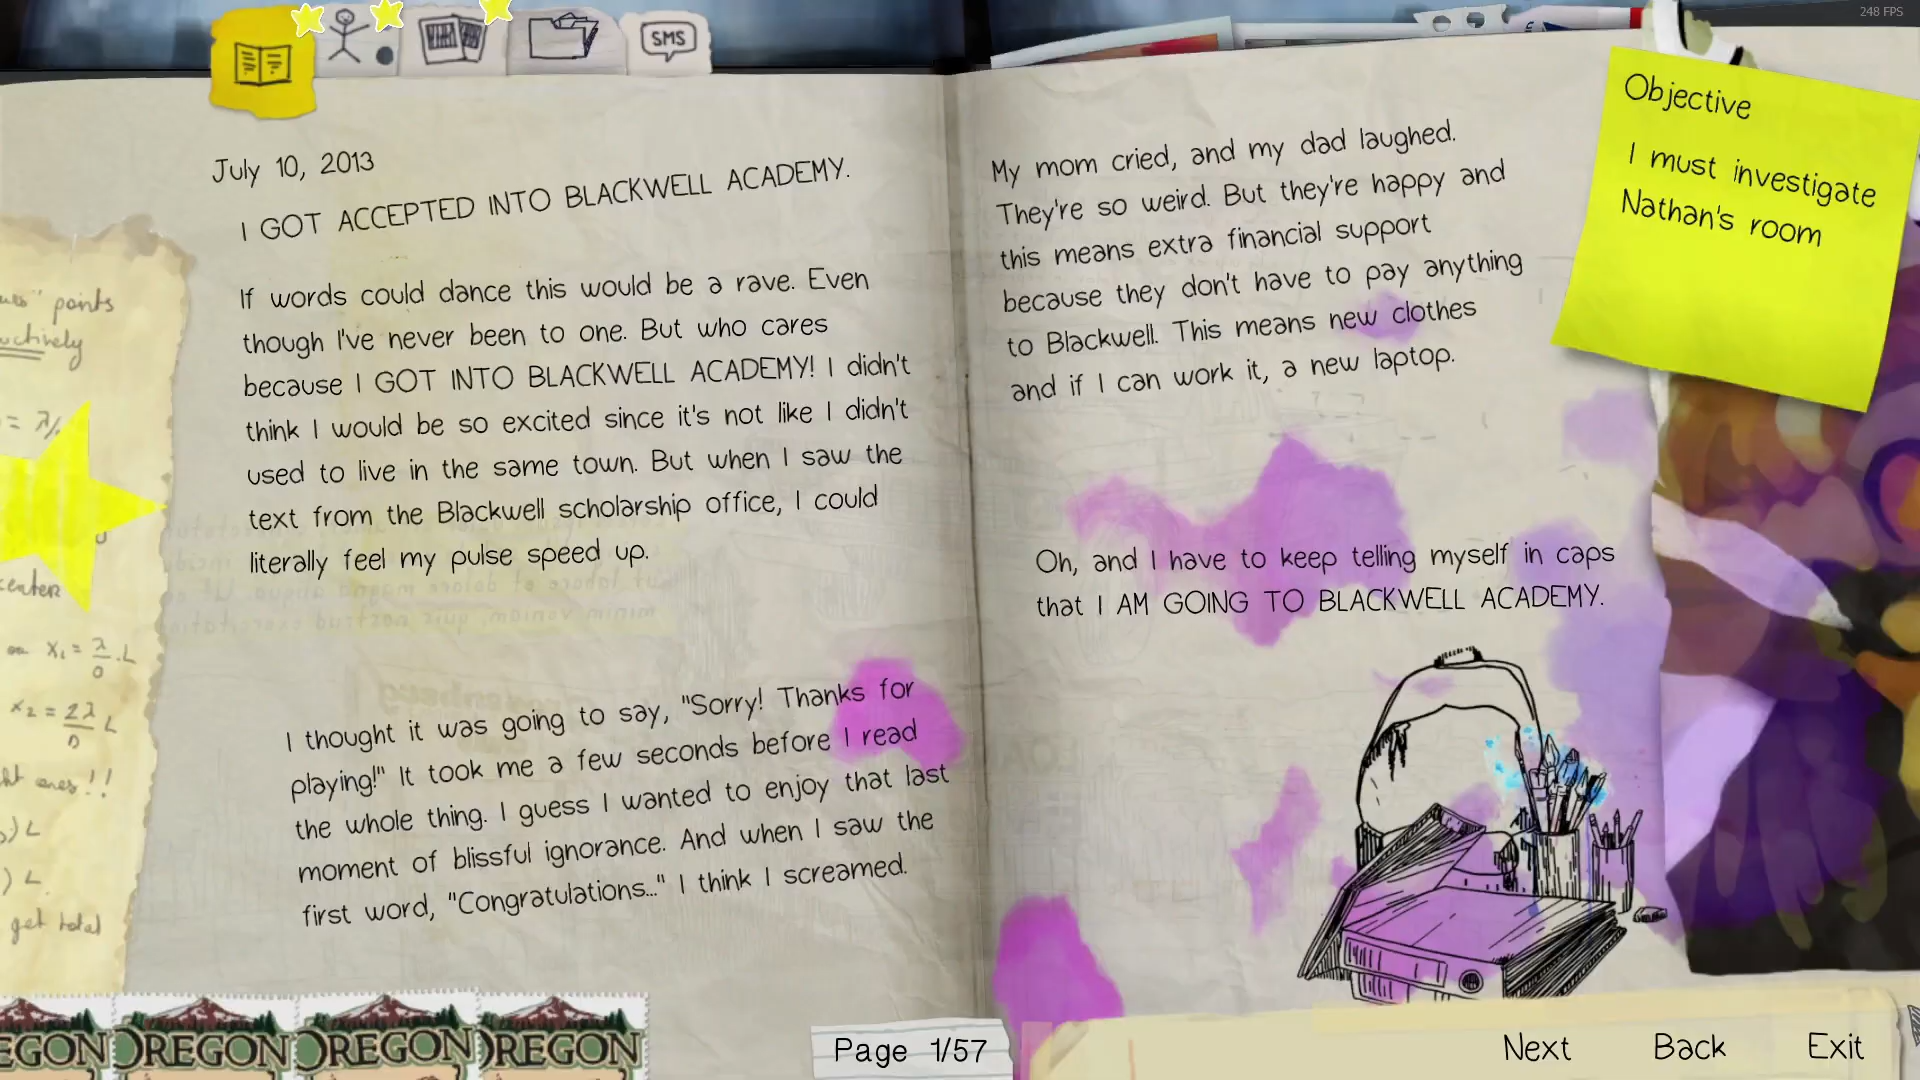 248 FPS
SMS
Objective
I must investigate
Nathan's room
July 10, 2013
I GOT ACCEPTED INTO BLACKWELL ACADEMY.
If words could dance this would be a rave. Even
though I've never been to one. But who cares
because I GOT INTO BLACKWELL ACADEMY! I didn't
think I would be so excited since it's not like I didn't
used to live in the same town. But when I saw the
text from the Blackwell scholarship office, I could
literally feel my pulse speed up.
I thought it was going to say, "Sorry! Thanks for
playing!" It took me a few seconds before I read
the whole thing. I guess I wanted to enjoy that last
moment of blissful ignorance. And when I saw the
first word, "Congratulations..." I think I screamed.
My mom cried, and my dad laughed.
They're so weird. But they're happy and
this means extra financial support
because they don't have to pay anything
to Blackwell. This means new clothes
and if I can work it, a new laptop.
Oh, and I have to keep telling myself in caps
that I AM GOING TO BLACKWELL ACADEMY.
points
= λ/
x₁ = λ/D . L
x₂ = 2λ/D L
) L
) L
get total
EGON OREGON OREGON OREGON
Page 1/57
Next Back Exit